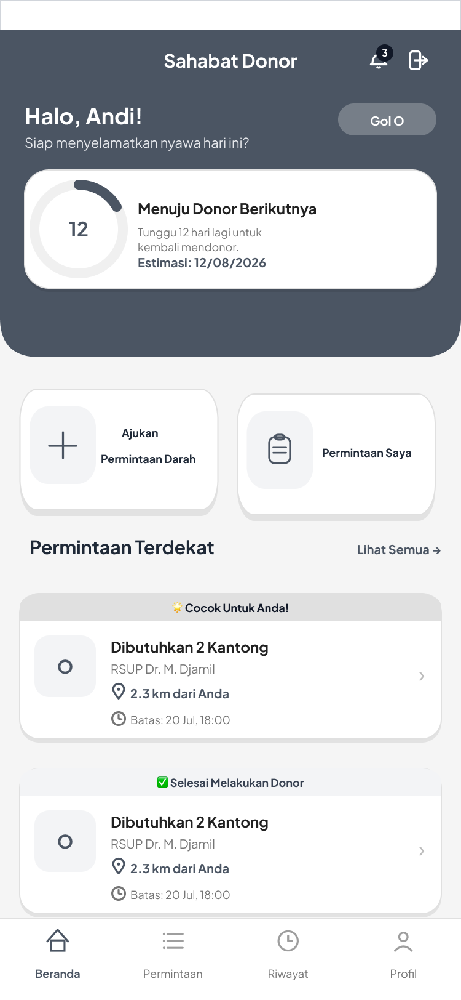 Sahabat Donor
3
Halo, Andi!
Gol O
Siap menyelamatkan nyawa hari ini?
12
Menuju Donor Berikutnya
Tunggu 12 hari lagi untuk
kembali mendonor.
Estimasi: 12/08/2026
Ajukan
Permintaan Darah
Permintaan Saya
Permintaan Terdekat
Lihat Semua →
🌟 Cocok Untuk Anda!
O
Dibutuhkan 2 Kantong
RSUP Dr. M. Djamil
2.3 km dari Anda
Batas: 20 Jul, 18:00
✅ Selesai Melakukan Donor
O
Dibutuhkan 2 Kantong
RSUP Dr. M. Djamil
2.3 km dari Anda
Batas: 20 Jul, 18:00
Beranda
Permintaan
Riwayat
Profil